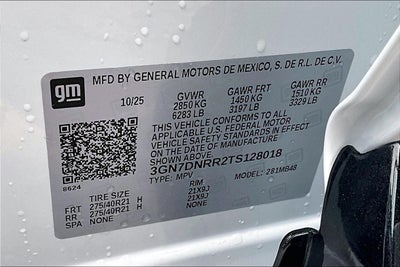 gm
MFD BY GENERAL MOTORS DE MEXICO, S. DE R.L. DE C.V.
10/25 GVWR GAWR FRT GAWR RR
2850 KG 1450 KG 1510 KG
6283 LB 3197 LB 3329 LB
THIS VEHICLE CONFORMS TO ALL
APPLICABLE U.S. FEDERAL MOTOR
VEHICLE SAFETY STANDARDS IN EFFECT
ON THE DATE OF MANUFACTURE
SHOWN ABOVE
3GN7DNRR2TS128018
8624 TYPE: MPV MODEL: 281MB48
TIRE SIZE RIM
FRT 275/40R21 H 21X9J
RR 275/40R21 H 21X9J
SPA NONE NONE